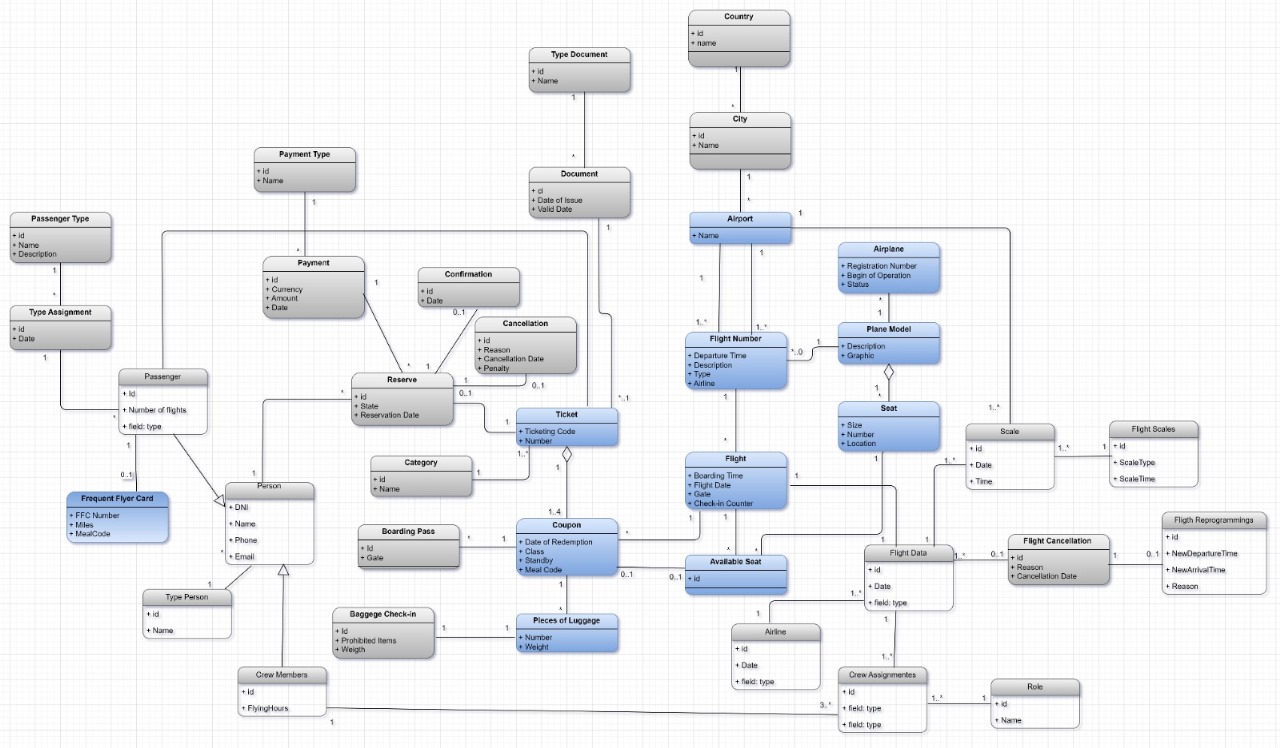 Country
+ id
+ name
1
*
City
+ id
+ Name
1
*
Type Document
+ id
+ Name
1
*
Document
+ di
+ Date of Issue
+ Valid Date
1
*..1
Payment Type
+ id
+ Name
1
*
Payment
+ id
+ Currency
+ Amount
+ Date
1
*
Confirmation
+ id
+ Date
0..1
1
Cancellation
+ id
+ Reason
+ Cancellation Date
+ Penalty
0..1
1
Reserve
+ id
+ State
+ Reservation Date
*
0..1
1
Passenger Type
+ id
+ Name
+ Description
1
*
Type Assignment
+ id
+ Date
1
*
Passenger
+ Id
+ Number of flights
+ field: type
1
0..1
Frequent Flyer Card
+ FFC Number
+ Miles
+ MealCode
1
Person
+ DNI
+ Name
+ Phone
+ Email
*
1
Type Person
+ id
+ Name
Crew Members
+ id
+ FlyingHours
1
3..*
Category
+ id
+ Name
1
1..*
Ticket
+ Ticketing Code
+ Number
1
1..4
Boarding Pass
+ Id
+ Gate
*
1
Coupon
+ Date of Redemption
+ Class
+ Standby
+ Meal Code
*
1
0..1
0..1
1
*
Baggege Check-in
+ Id
+ Prohibited Items
+ Weigth
1
1
Pieces of Luggage
+ Number
+ Weight
Airport
+ Name
1
1
1
1..*
1..*
Airplane
+ Registration Number
+ Begin of Operation
+ Status
*
1
Flight Number
+ Departure Time
+ Description
+ Type
+ Airline
*..0
1
Plane Model
+ Description
+ Graphic
1
*
Seat
+ Size
+ Number
+ Location
1
1
*
Flight
+ Boarding Time
+ Flight Date
+ Gate
+ Check-in Counter
1
1
*
*
Available Seat
+ id
1..*
Scale
+ id
+ Date
+ Time
1..*
1
Flight Scales
+ id
+ ScaleType
+ ScaleTime
1..*
1
1
Flight Data
+ id
+ Date
+ field: type
1..*
0..1
Flight Cancellation
+ id
+ Reason
+ Cancellation Date
1
0..1
Fligth Reprogrammings
+ id
+ NewDepartureTime
+ NewArrivalTime
+ Reason
1..*
1
Airline
+ id
+ Date
+ field: type
1
1..*
Crew Assignmentes
+ id
+ field: type
+ field: type
1..*
1
Role
+ id
+ Name